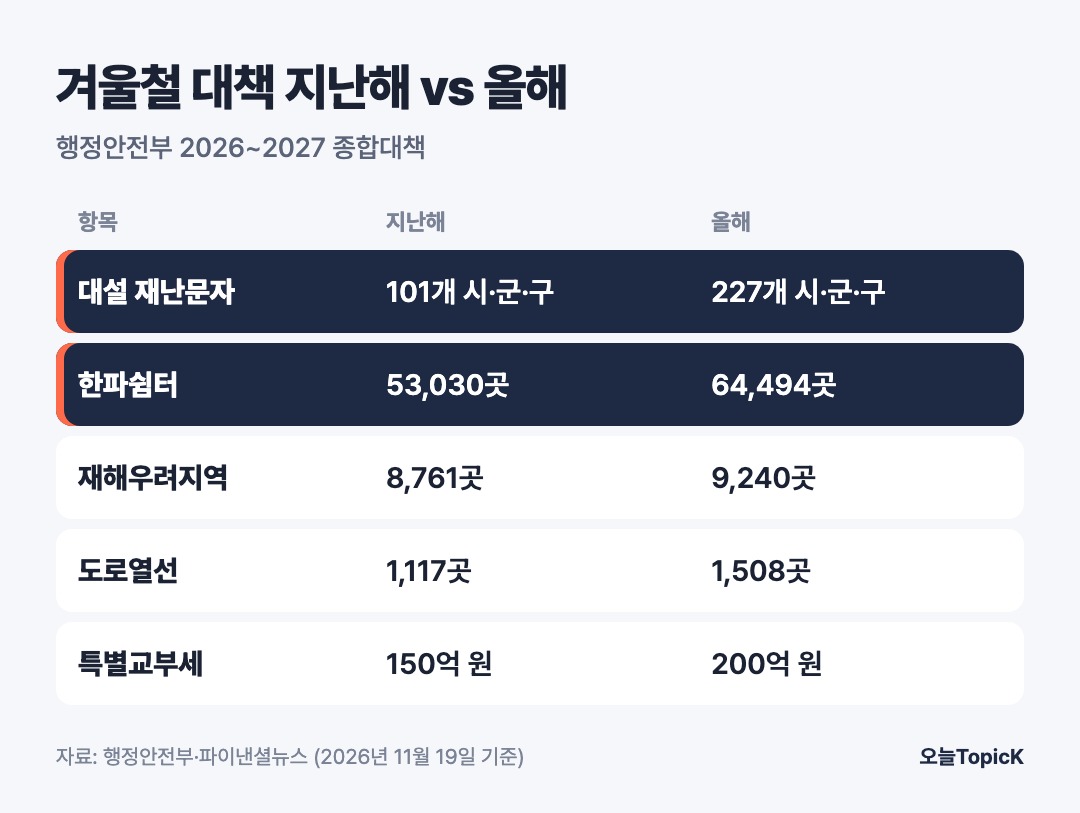 겨울철 대책 지난해 vs 올해
행정안전부 2026~2027 종합대책
항목 지난해 올해
대설 재난문자 101개 시·군·구 227개 시·군·구
한파쉼터 53,030곳 64,494곳
재해우려지역 8,761곳 9,240곳
도로열선 1,117곳 1,508곳
특별교부세 150억 원 200억 원
자료: 행정안전부·파이낸셜뉴스 (2026년 11월 19일 기준) 오늘TopicK